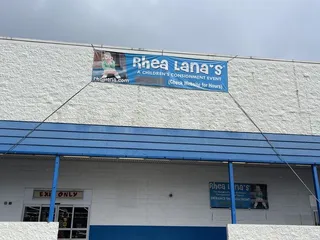 Rhea Lana's®
A CHILDREN'S CONSIGNMENT EVENT
(Check Website for Hours)
RheaLana.com
EXIT ONLY
Rhea Lana's